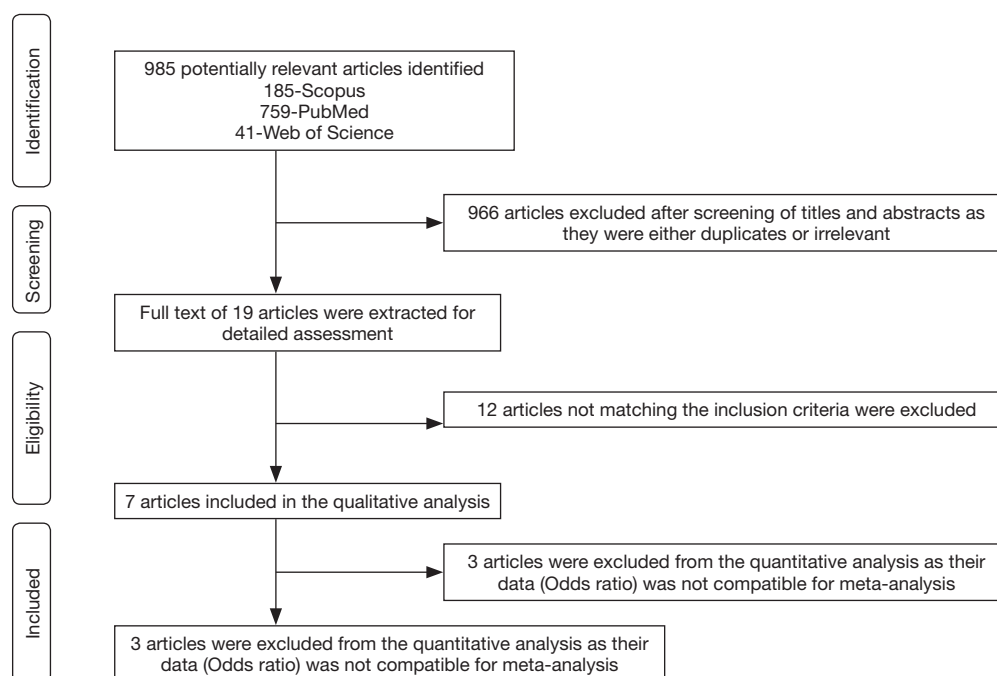 Identification
985 potentially relevant articles identified
185-Scopus
759-PubMed
41-Web of Science
966 articles excluded after screening of titles and abstracts as
they were either duplicates or irrelevant
Screening
Full text of 19 articles were extracted for
detailed assessment
Eligibility
12 articles not matching the inclusion criteria were excluded
7 articles included in the qualitative analysis
Included
3 articles were excluded from the quantitative analysis as their
data (Odds ratio) was not compatible for meta-analysis
3 articles were excluded from the quantitative analysis as their
data (Odds ratio) was not compatible for meta-analysis